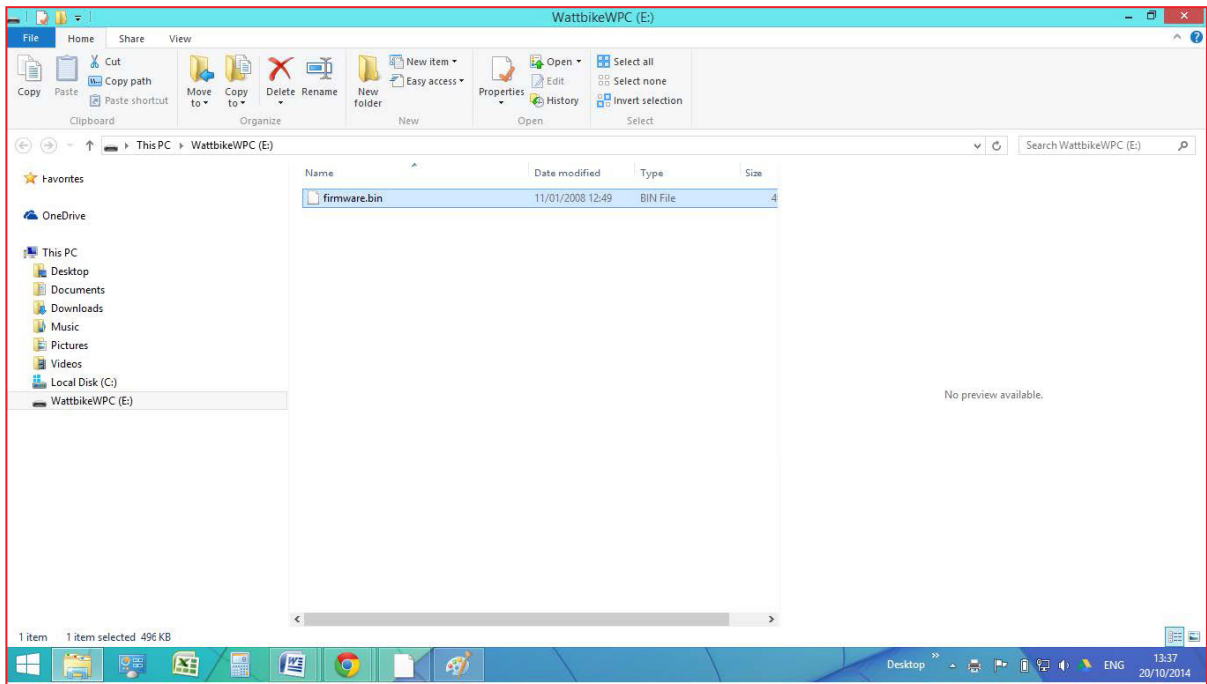 WattbikeWPC (E:)
File Home Share View
Copy
Paste
Cut
Copy path
Paste shortcut
Clipboard
Move to
Copy to
Delete
Rename
Organize
New folder
New item
Easy access
New
Properties
Open
Edit
History
Open
Select all
Select none
Invert selection
Select
This PC WattbikeWPC (E:)
Search WattbikeWPC (E:)
Name Date modified Type Size
firmware.bin 11/01/2008 12:49 BIN File 4
Favorites
OneDrive
This PC
Desktop
Documents
Downloads
Music
Pictures
Videos
Local Disk (C:)
WattbikeWPC (E:)
No preview available.
1 item 1 item selected 496 KB
Desktop ENG 13:37
20/10/2014